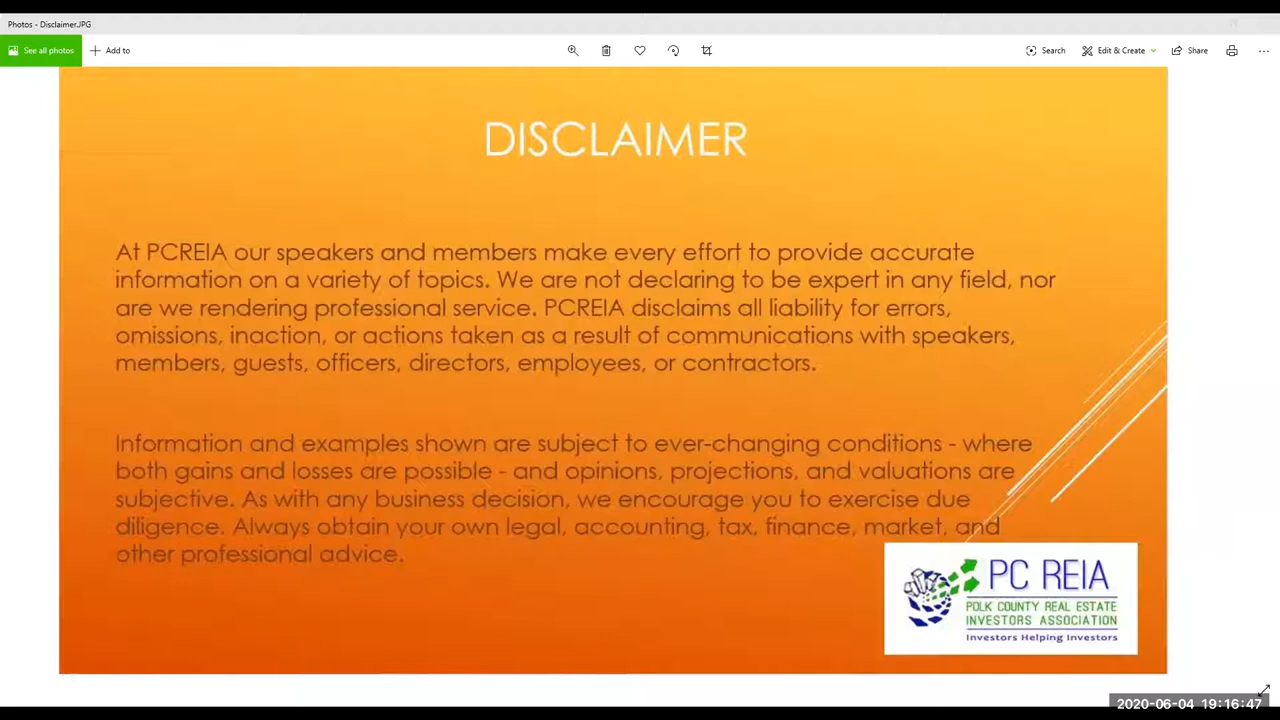 Photos - Disclaimer.JPG
See all photos
Add to
Search
Edit & Create
Share
DISCLAIMER
At PCREIA our speakers and members make every effort to provide accurate
information on a variety of topics. We are not declaring to be expert in any field, nor
are we rendering professional service. PCREIA disclaims all liability for errors,
omissions, inaction, or actions taken as a result of communications with speakers,
members, guests, officers, directors, employees, or contractors.
Information and examples shown are subject to ever-changing conditions - where
both gains and losses are possible - and opinions, projections, and valuations are
subjective. As with any business decision, we encourage you to exercise due
diligence. Always obtain your own legal, accounting, tax, finance, market, and
other professional advice.
PC REIA
POLK COUNTY REAL ESTATE
INVESTORS ASSOCIATION
Investors Helping Investors
2020-06-04 19:16:47